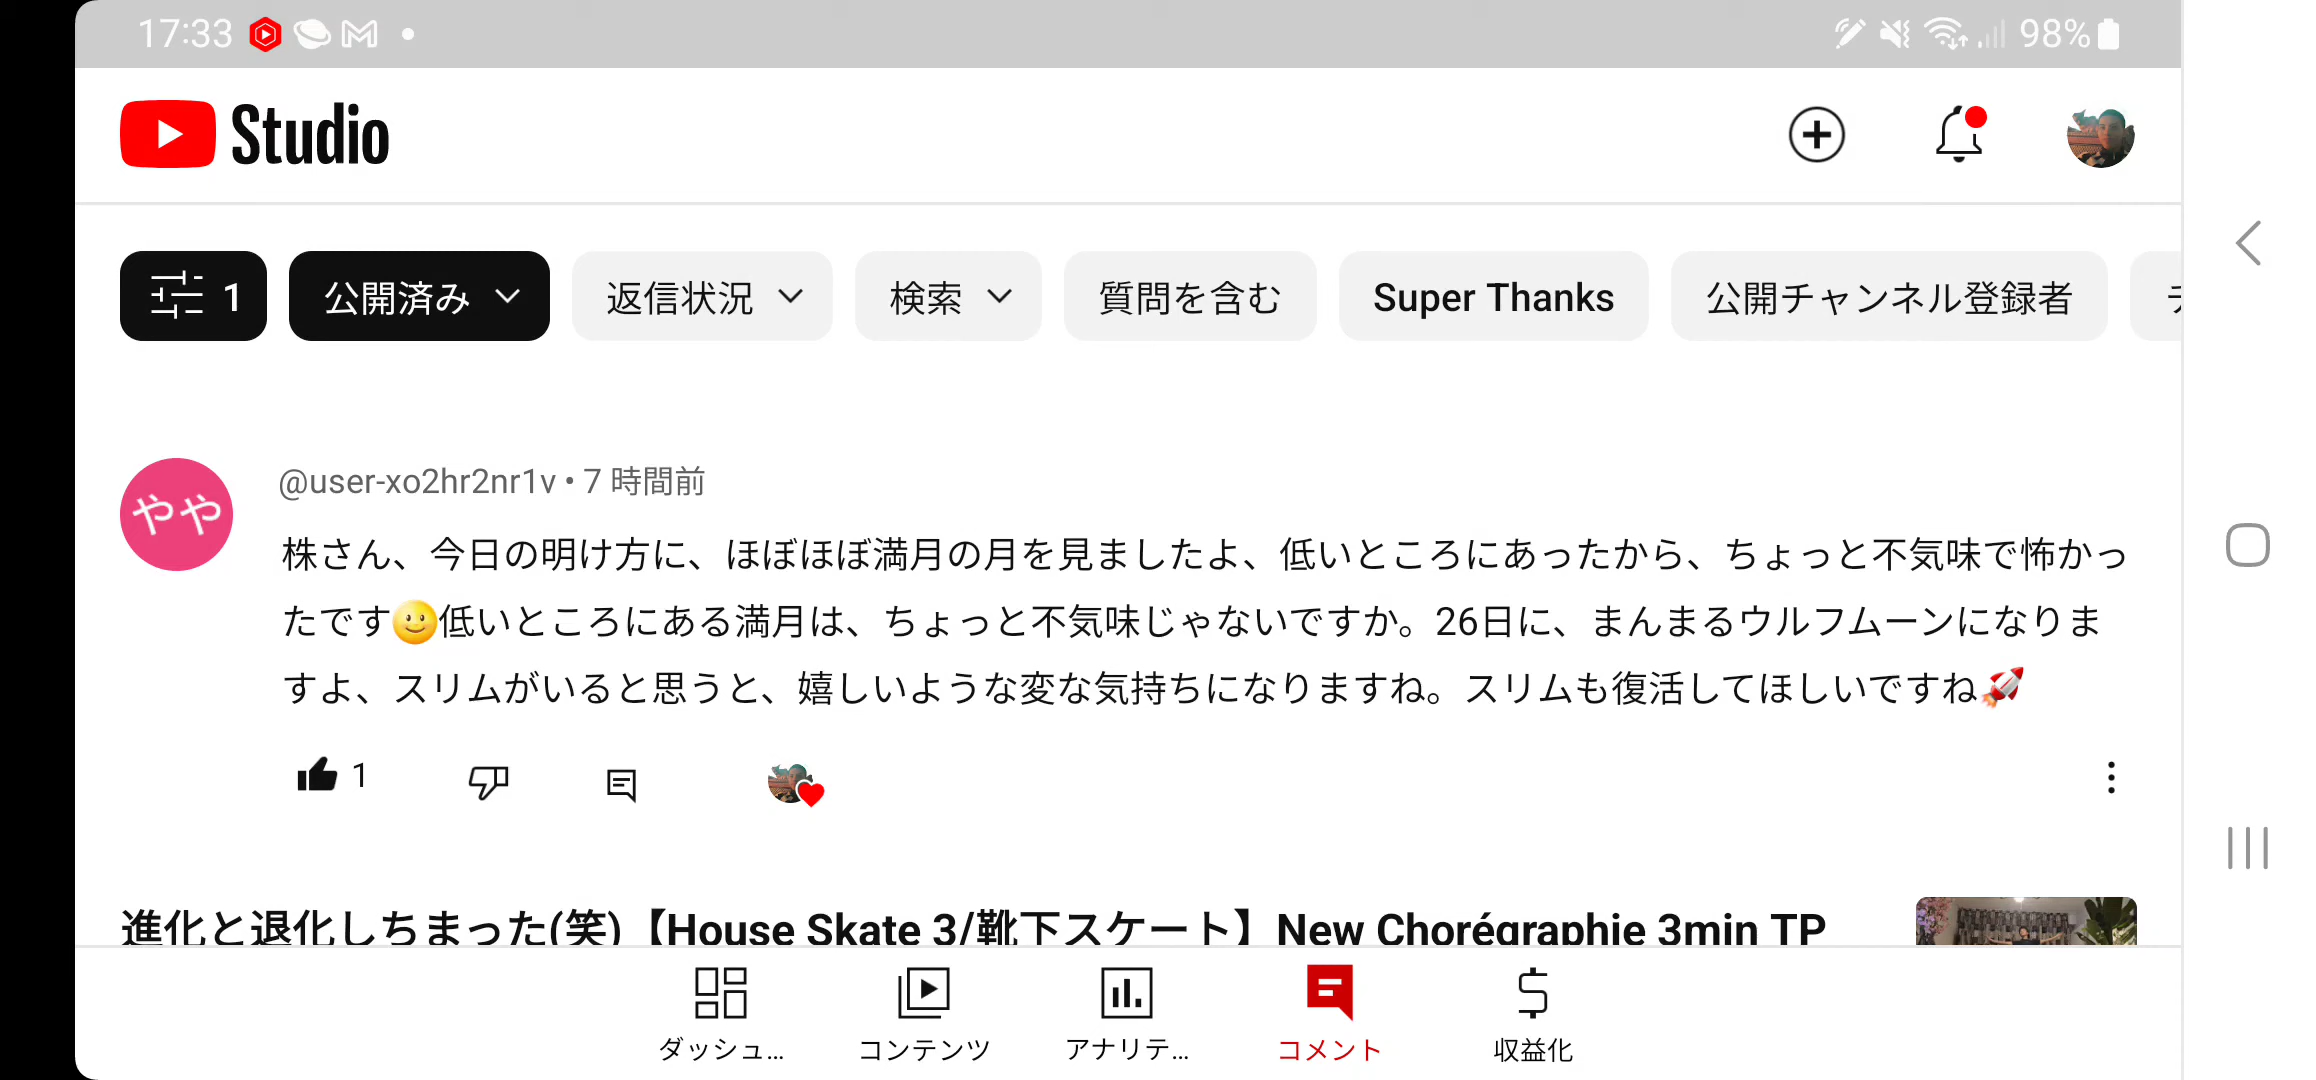 17:33 98%
Studio
1 公開済み 返信状況 検索 質問を含む Super Thanks 公開チャンネル登録者
やや
@user-xo2hr2nr1v • 7 時間前
株さん、今日の明け方に、ほぼほぼ満月の月を見ましたよ、低いところにあったから、ちょっと不気味で怖かっ
たです🌝低いところにある満月は、ちょっと不気味じゃないですか。26日に、まんまるウルフムーンになりま
すよ、スリムがいると思うと、嬉しいような変な気持ちになりますね。スリムも復活してほしいですね🚀
1
進化と退化しちまった(笑)【House Skate 3/靴下スケート】New Chorégraphie 3min TP
ダッシュ... コンテンツ アナリテ... コメント 収益化